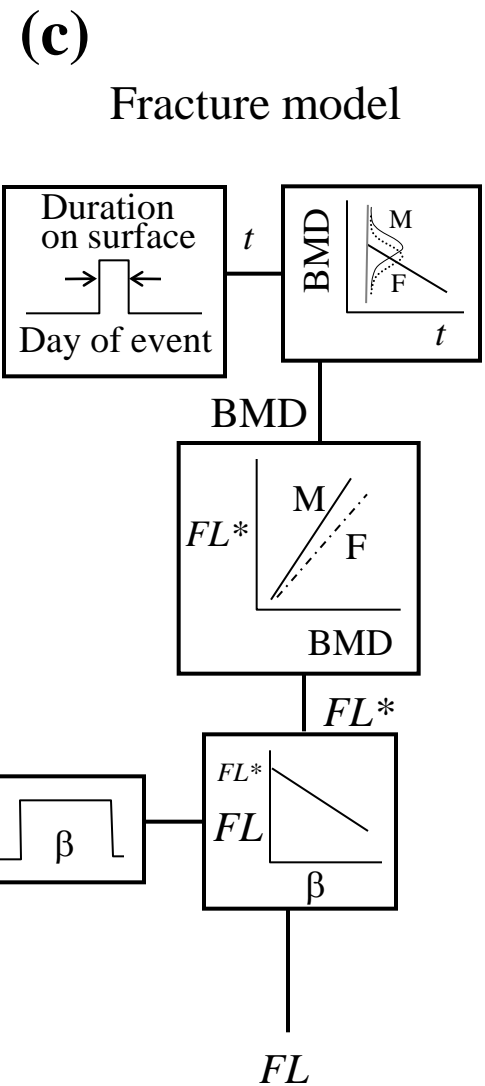 (c)
Fracture model
Duration
on surface
Day of event
t
BMD
M
F
t
BMD
FL*
M
F
BMD
FL*
β
FL*
FL
β
FL